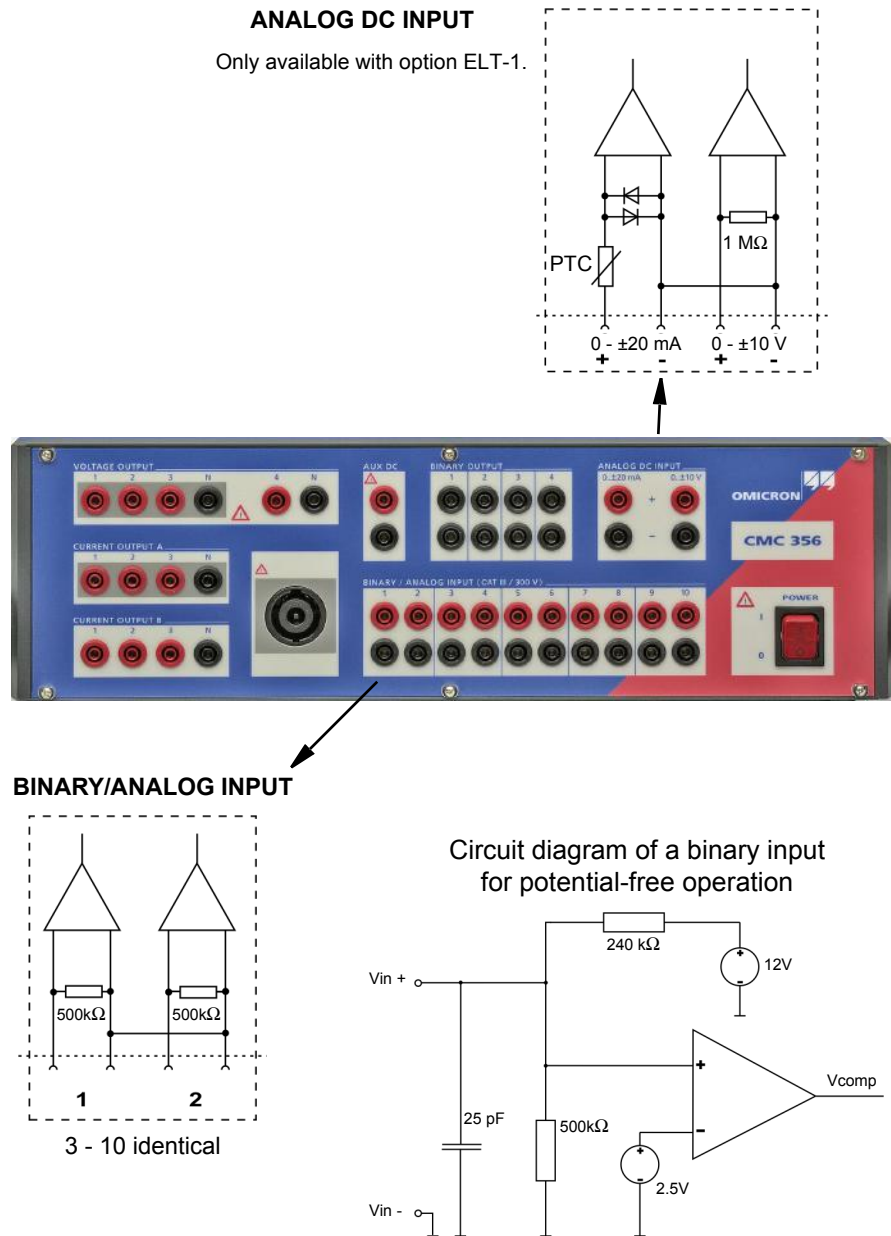 ANALOG DC INPUT
Only available with option ELT-1.
1 MΩ
PTC
0 - ±20 mA 0 - ±10 V
+ - + -
VOLTAGE OUTPUT
1 2 3 N 4 N
AUX DC
BINARY OUTPUT
1 2 3 4
ANALOG DC INPUT
0..±20 mA 0..±10 V
+
-
OMICRON
CMC 356
CURRENT OUTPUT A
1 2 3 N
CURRENT OUTPUT B
1 2 3 N
BINARY / ANALOG INPUT (CAT III / 300 V)
1 2 3 4 5 6 7 8 9 10
POWER
I
0
BINARY/ANALOG INPUT
500kΩ 500kΩ
1 2
3 - 10 identical
Circuit diagram of a binary input
for potential-free operation
240 kΩ
+
12V
-
Vin +
+
Vcomp
25 pF
500kΩ
-
+
2.5V
-
Vin -